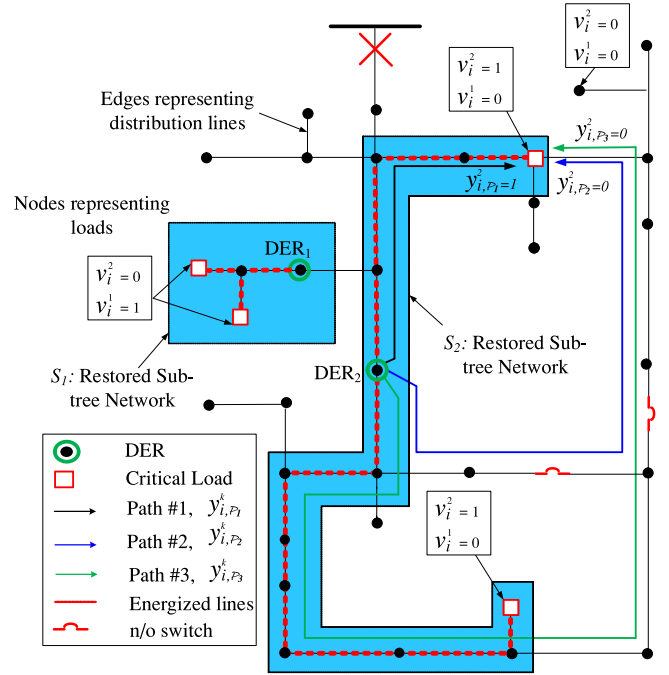 v_i^2 = 0
v_i^1 = 0
v_i^2 = 1
v_i^1 = 0
Edges representing
distribution lines
y_{i,P_3}^2=0
y_{i,P_1}^2=1
y_{i,P_2}^2=0
Nodes representing
loads
DER_1
v_i^2 = 0
v_i^1 = 1
S_2: Restored Sub-
tree Network
S_1: Restored Sub-
tree Network
DER_2
DER
Critical Load
Path #1, y_{i,P_1}^k
Path #2, y_{i,P_2}^k
Path #3, y_{i,P_3}^k
Energized lines
n/o switch
v_i^2 = 1
v_i^1 = 0